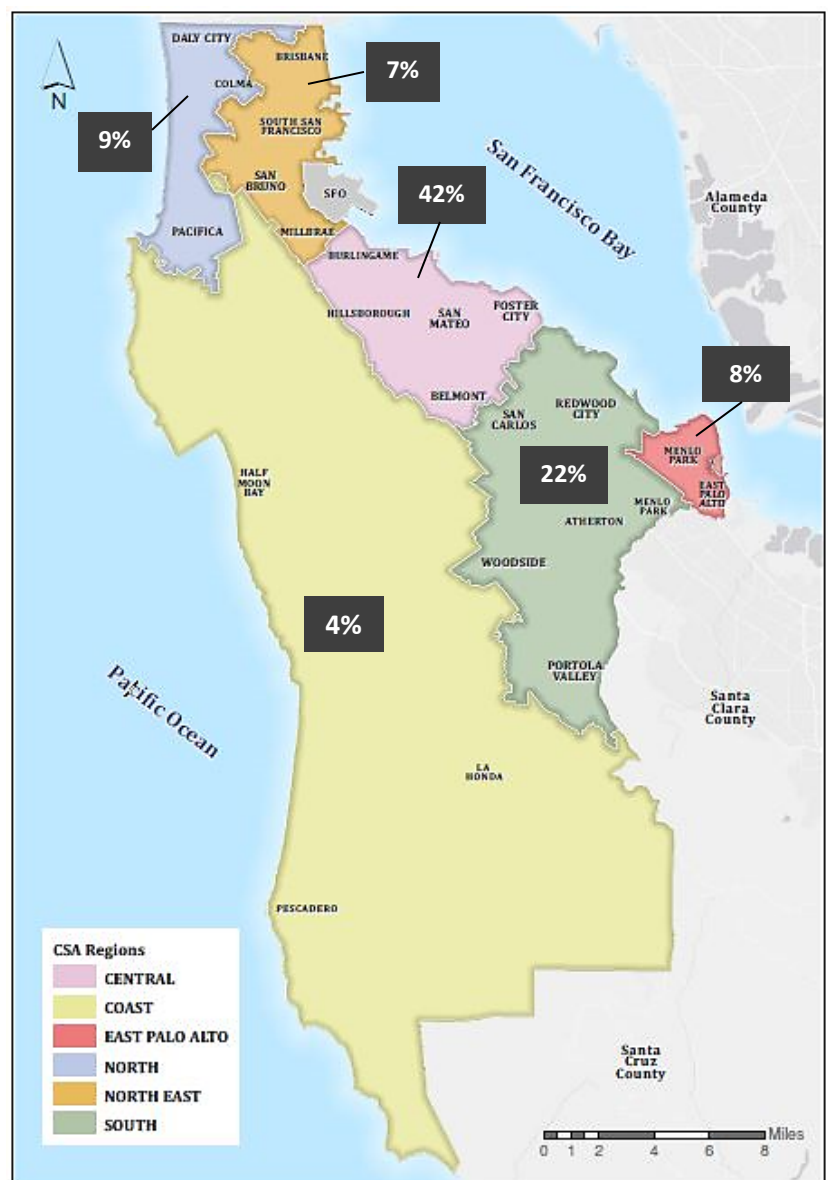 DALY CITY
BRISBANE
7%
COLMA
N
9%
SOUTH SAN
FRANCISCO
San Francisco Bay
SAN
BRUNO
SFO
42%
Alameda
County
PACIFICA
MILLBRAE
BURLINGAME
HILLSBOROUGH
SAN
MATEO
FOSTER
CITY
8%
BELMONT
SAN
CARLOS
REDWOOD
CITY
MENLO
PARK
HALF
MOON
BAY
22%
EAST
PALO
ALTO
MENLO
PARK
ATHERTON
WOODSIDE
4%
PORTOLA
VALLEY
Pacific Ocean
Santa
Clara
County
LA
HONDA
PESCADERO
CSA Regions
CENTRAL
COAST
EAST PALO ALTO
NORTH
NORTH EAST
SOUTH
Santa
Cruz
County
Miles
0 1 2 4 6 8